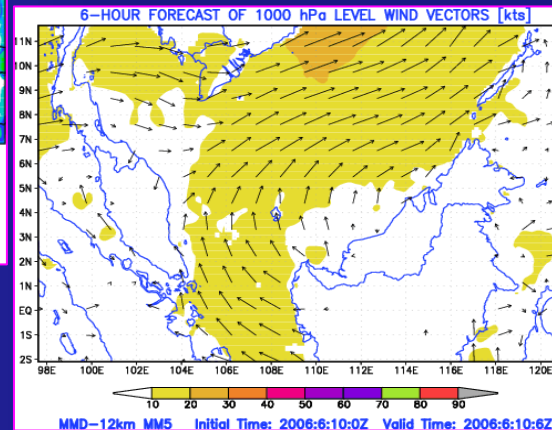 6-HOUR FORECAST OF 1000 hPa LEVEL WIND VECTORS [kts]
11N
10N
9N
8N
7N
6N
5N
4N
3N
2N
1N
EQ
1S
2S
98E 100E 102E 104E 106E 108E 110E 112E 114E 116E 118E 120E
10 20 30 40 50 60 70 80 90
MMD-12km MM5 Initial Time: 2006:6:10:0Z Valid Time: 2006:6:10:6Z